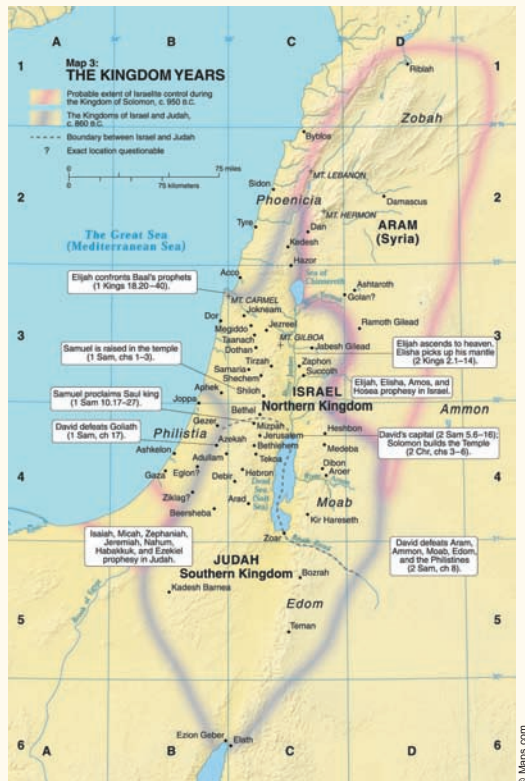 A
B
C
D
1
1
Map 3:
THE KINGDOM YEARS
Probable extent of Israelite control during
the Kingdom of Solomon, c. 950 B.C.
The Kingdoms of Israel and Judah,
c. 860 B.C.
Boundary between Israel and Judah
? Exact location questionable
0 75 miles
0 75 kilometers
Riblah
Zobah
Byblos
MT. LEBANON
2
2
Sidon
Phoenicia
Damascus
MT. HERMON
Tyre
Dan
ARAM
(Syria)
The Great Sea
(Mediterranean Sea)
Kedesh
Hazor
Sea of
Chinnereth
Acco
Ashtaroth
Golan?
Elijah confronts Baal's prophets
(1 Kings 18.20–40).
MT. CARMEL
Jokneam
Dor
3
3
Megiddo
Jezreel
Ramoth Gilead
Taanach
MT. GILBOA
Dothan
Jabesh Gilead
Samuel is raised in the temple
(1 Sam, chs 1–3).
Elijah ascends to heaven,
Elisha picks up his mantle
(2 Kings 2.1–14).
Tirzah
Zaphon
Samaria
Succoth
Shechem
Elijah, Elisha, Amos, and
Hosea prophesy in Israel.
Samuel proclaims Saul king
(1 Sam 10.17–27).
Aphek
Shiloh
ISRAEL
Northern Kingdom
Joppa
Bethel
Ammon
David defeats Goliath
(1 Sam, ch 17).
Gezer
Mizpah
Heshbon
Philistia
Jerusalem
David's capital (2 Sam 5.6–16);
Solomon builds the Temple
(2 Chr, chs 3–6).
Azekah
Bethlehem
Medeba
Ashkelon
Adullam
Tekoa
4
4
Gaza
Eglon?
Hebron
Dibon
Debir
Aroer
Dead
Sea
(Salt Sea)
Ziklag?
Arad
Moab
Beersheba
Kir Hareseth
Isaiah, Micah, Zephaniah,
Jeremiah, Nahum,
Habakkuk, and Ezekiel
prophesy in Judah.
Zoar
David defeats Aram,
Ammon, Moab, Edom,
and the Philistines
(2 Sam, ch 8).
JUDAH
Southern Kingdom
Bozrah
Kadesh Barnea
Edom
5
5
Teman
Ezion Geber
Elath
6
6
A
B
C
D
© Maps.com